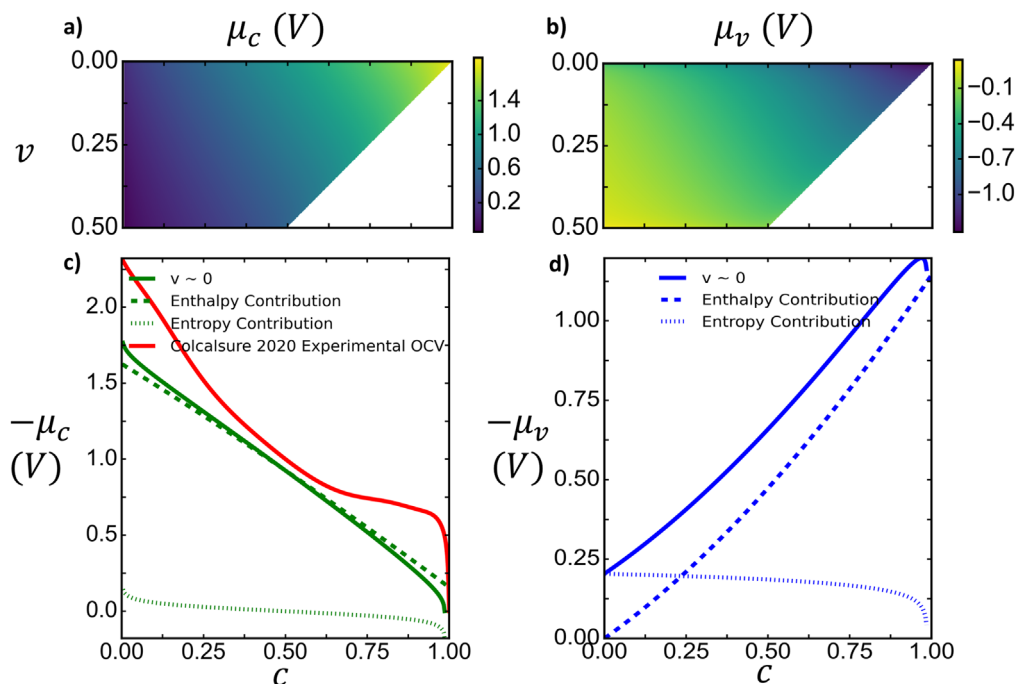 a)
μc (V)
b)
μv (V)
v
0.00
0.25
0.50
1.4
1.0
0.6
0.2
0.00
0.25
0.50
−0.1
−0.4
−0.7
−1.0
c)
v ~ 0
Enthalpy Contribution
Entropy Contribution
Colcalsure 2020 Experimental OCV
−μc
(V)
2.0
1.5
1.0
0.5
0.0
0.00
0.25
0.50
0.75
1.00
c
d)
v ~ 0
Enthalpy Contribution
Entropy Contribution
−μv
(V)
1.00
0.75
0.50
0.25
0.00
0.00
0.25
0.50
0.75
1.00
c